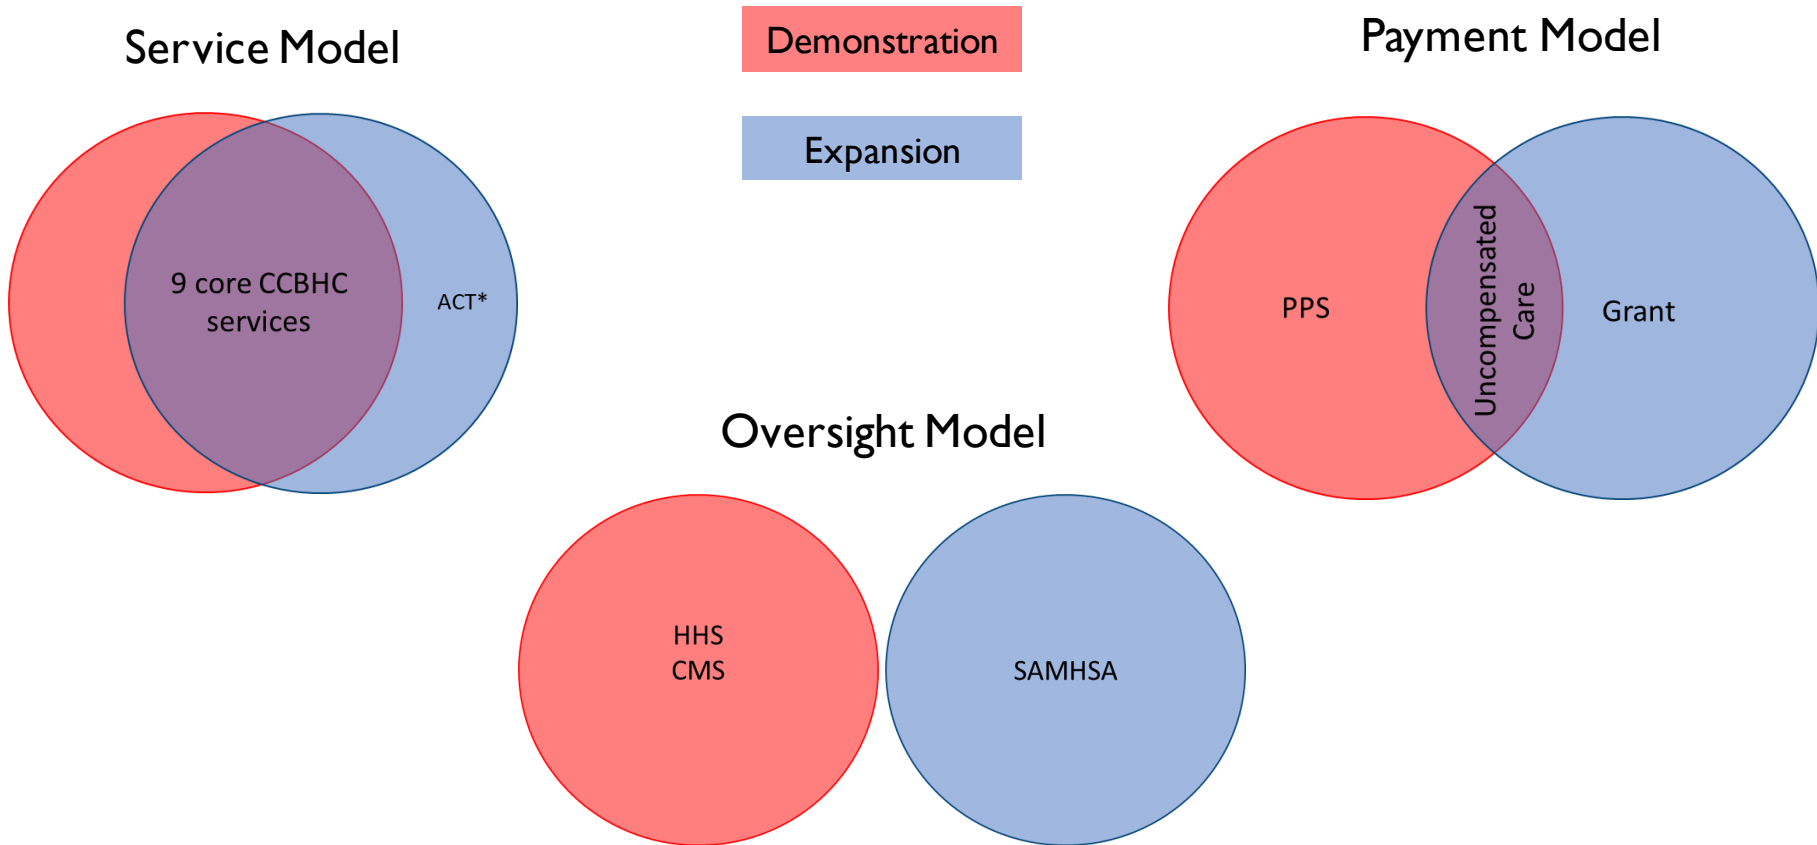 Service Model
Demonstration
Expansion
Payment Model
9 core CCBHC
services
ACT*
PPS
Uncompensated
Care
Grant
Oversight Model
HHS
CMS
SAMHSA